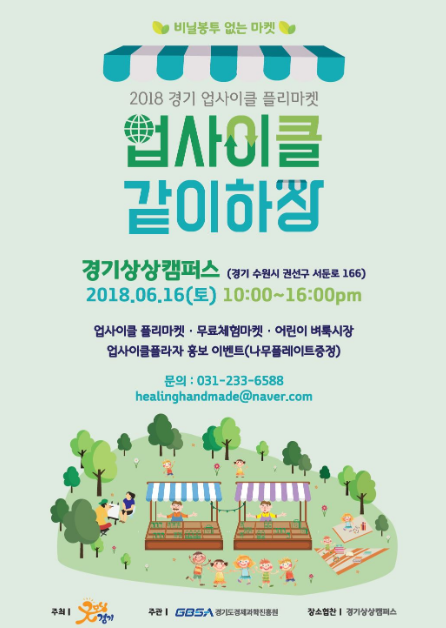 비닐봉투 없는 마켓
2018 경기 업사이클 플리마켓
업사이클
같이하장
경기상상캠퍼스 (경기 수원시 권선구 서둔로 166)
2018.06.16(토) 10:00~16:00pm
업사이클 플리마켓 · 무료체험마켓 · 어린이 벼룩시장
업사이클플라자 홍보 이벤트(나무플레이트증정)
문의 : 031-233-6588
healinghandmade@naver.com
주최 | 굿모닝 경기 주관 | GBSA 경기도경제과학진흥원 장소협찬 | 경기상상캠퍼스